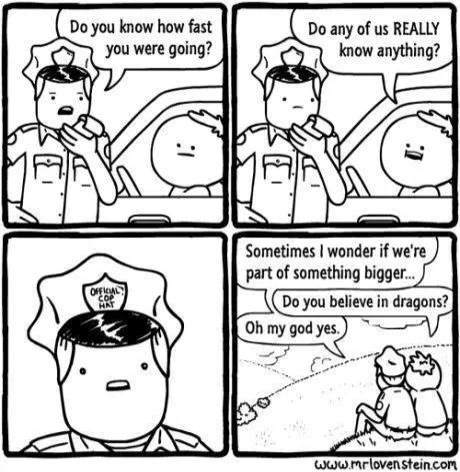 Do you know how fast
you were going?
Do any of us REALLY
know anything?
OFFICIAL
COP
HAT
Sometimes I wonder if we're
part of something bigger...
Do you believe in dragons?
Oh my god yes.
www.mrlovenstein.com